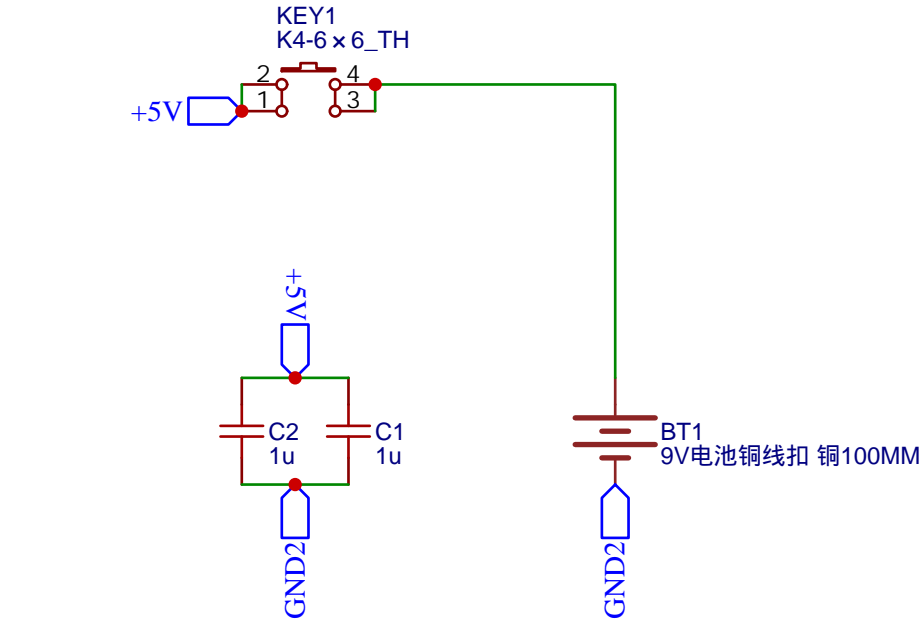 KEY1
K4-6×6_TH
2
4
1
3
+5V
+5V
C2
1u
C1
1u
BT1
9V电池铜线扣 铜100MM
GND2
GND2